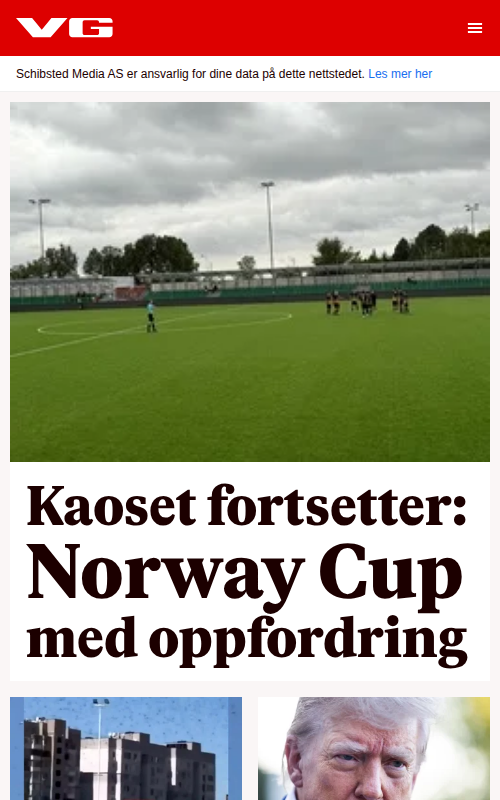 VG
Schibsted Media AS er ansvarlig for dine data på dette nettstedet. Les mer her
Kaoset fortsetter:
Norway Cup
med oppfordring